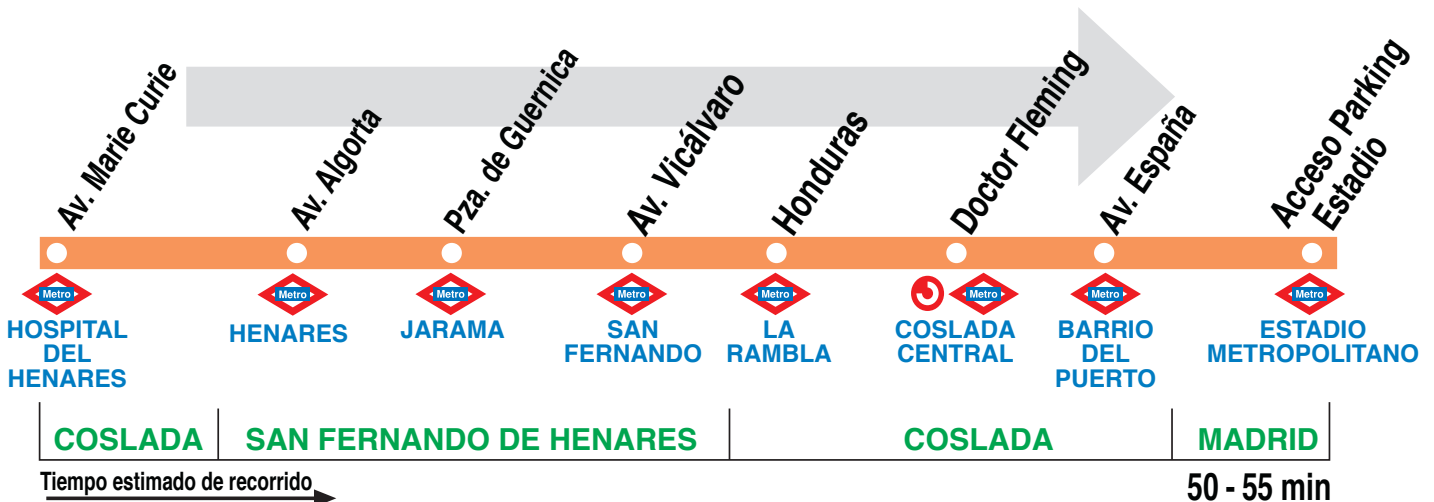 Av. Marie Curie
Av. Algorta
Pza. de Guernica
Av. Vicálvaro
Honduras
Doctor Fleming
Av. España
Acceso Parking
Estadio
Metro
Metro
Metro
Metro
Metro
Metro
Metro
Metro
HOSPITAL
DEL
HENARES
HENARES
JARAMA
SAN
FERNANDO
LA
RAMBLA
COSLADA
CENTRAL
BARRIO
DEL
PUERTO
ESTADIO
METROPOLITANO
COSLADA
SAN FERNANDO DE HENARES
COSLADA
MADRID
Tiempo estimado de recorrido
50 - 55 min